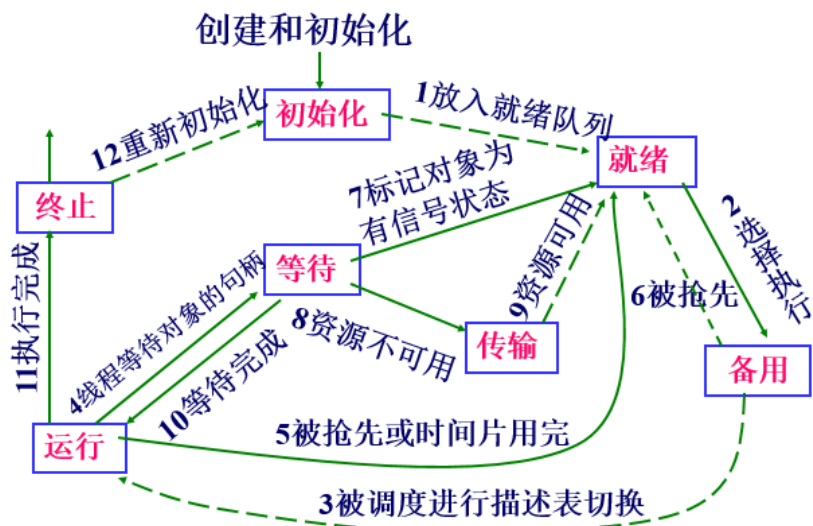 创建和初始化
初始化
1放入就绪队列
12重新初始化
就绪
7标记对象为
有信号状态
终止
2选择执行
等待
9资源可用
6被抢先
11执行完成
4线程等待对象的句柄
8资源不可用
传输
备用
10等待完成
运行
5被抢先或时间片用完
3被调度进行描述表切换